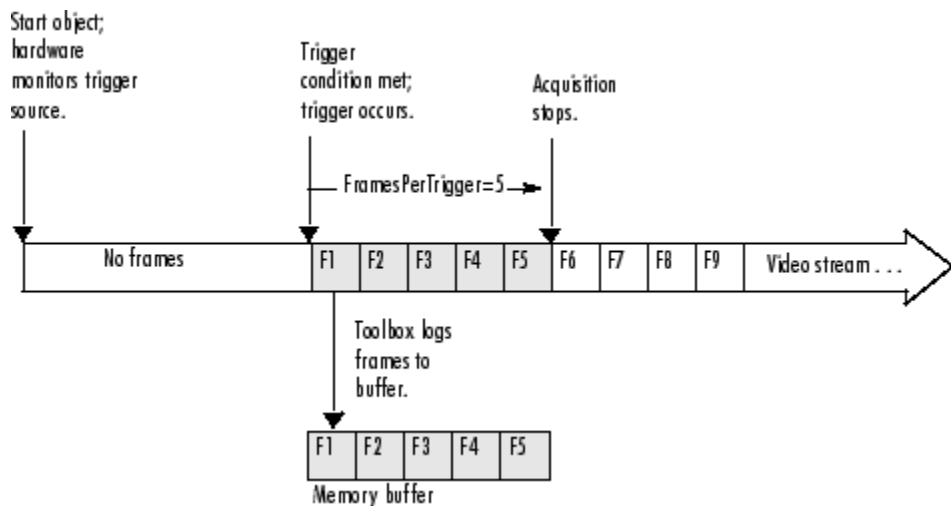 Start object;
hardware
monitors trigger
source.
Trigger
condition met;
trigger occurs.
Acquisition
stops.
FramesPerTrigger=5
No frames
F1 F2 F3 F4 F5 F6 F7 F8 F9 Video stream . . .
Toolbox logs
frames to
buffer.
F1 F2 F3 F4 F5
Memory buffer